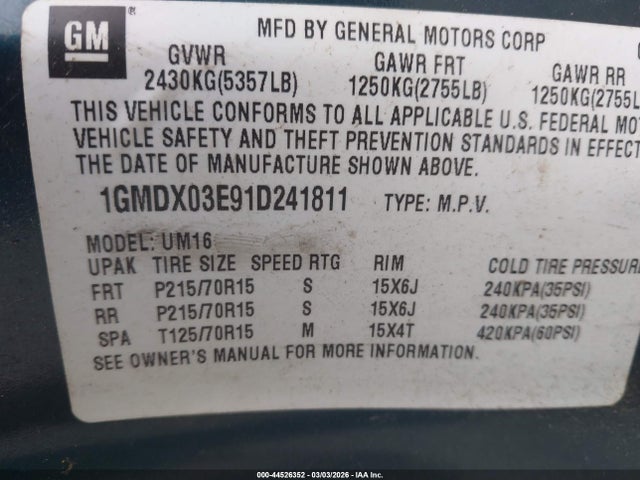 GM
MFD BY GENERAL MOTORS CORP
GVWR GAWR FRT GAWR RR
2430KG(5357LB) 1250KG(2755LB) 1250KG(2755L
THIS VEHICLE CONFORMS TO ALL APPLICABLE U.S. FEDERAL MOT
VEHICLE SAFETY AND THEFT PREVENTION STANDARDS IN EFFECT
THE DATE OF MANUFACTURE SHOWN ABOVE.
1GMDX03E91D241811 TYPE: M.P.V.
MODEL: UM16
UPAK TIRE SIZE SPEED RTG RIM COLD TIRE PRESSUR
FRT P215/70R15 S 15X6J 240KPA(35PSI)
RR P215/70R15 S 15X6J 240KPA(35PSI)
SPA T125/70R15 M 15X4T 420KPA(60PSI)
SEE OWNER'S MANUAL FOR MORE INFORMATION.
000-44526352 - 03/03/2026 - IAA Inc.